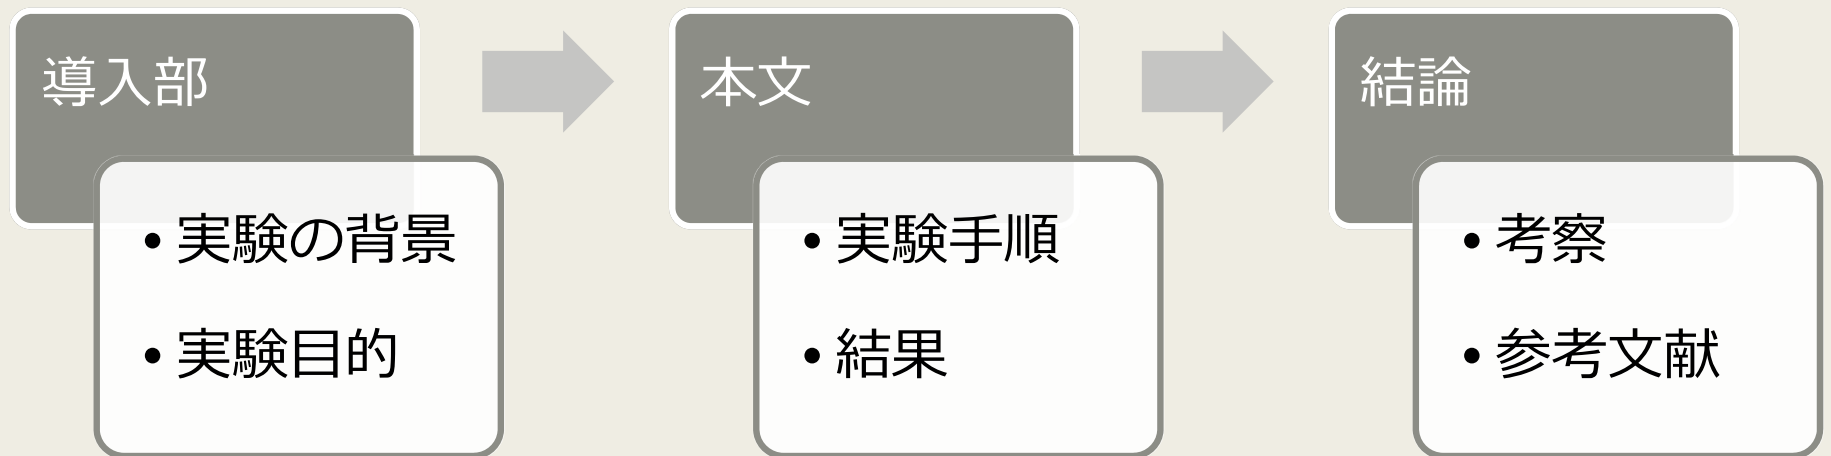 導入部
• 実験の背景
• 実験目的
本文
• 実験手順
• 結果
結論
• 考察
• 参考文献